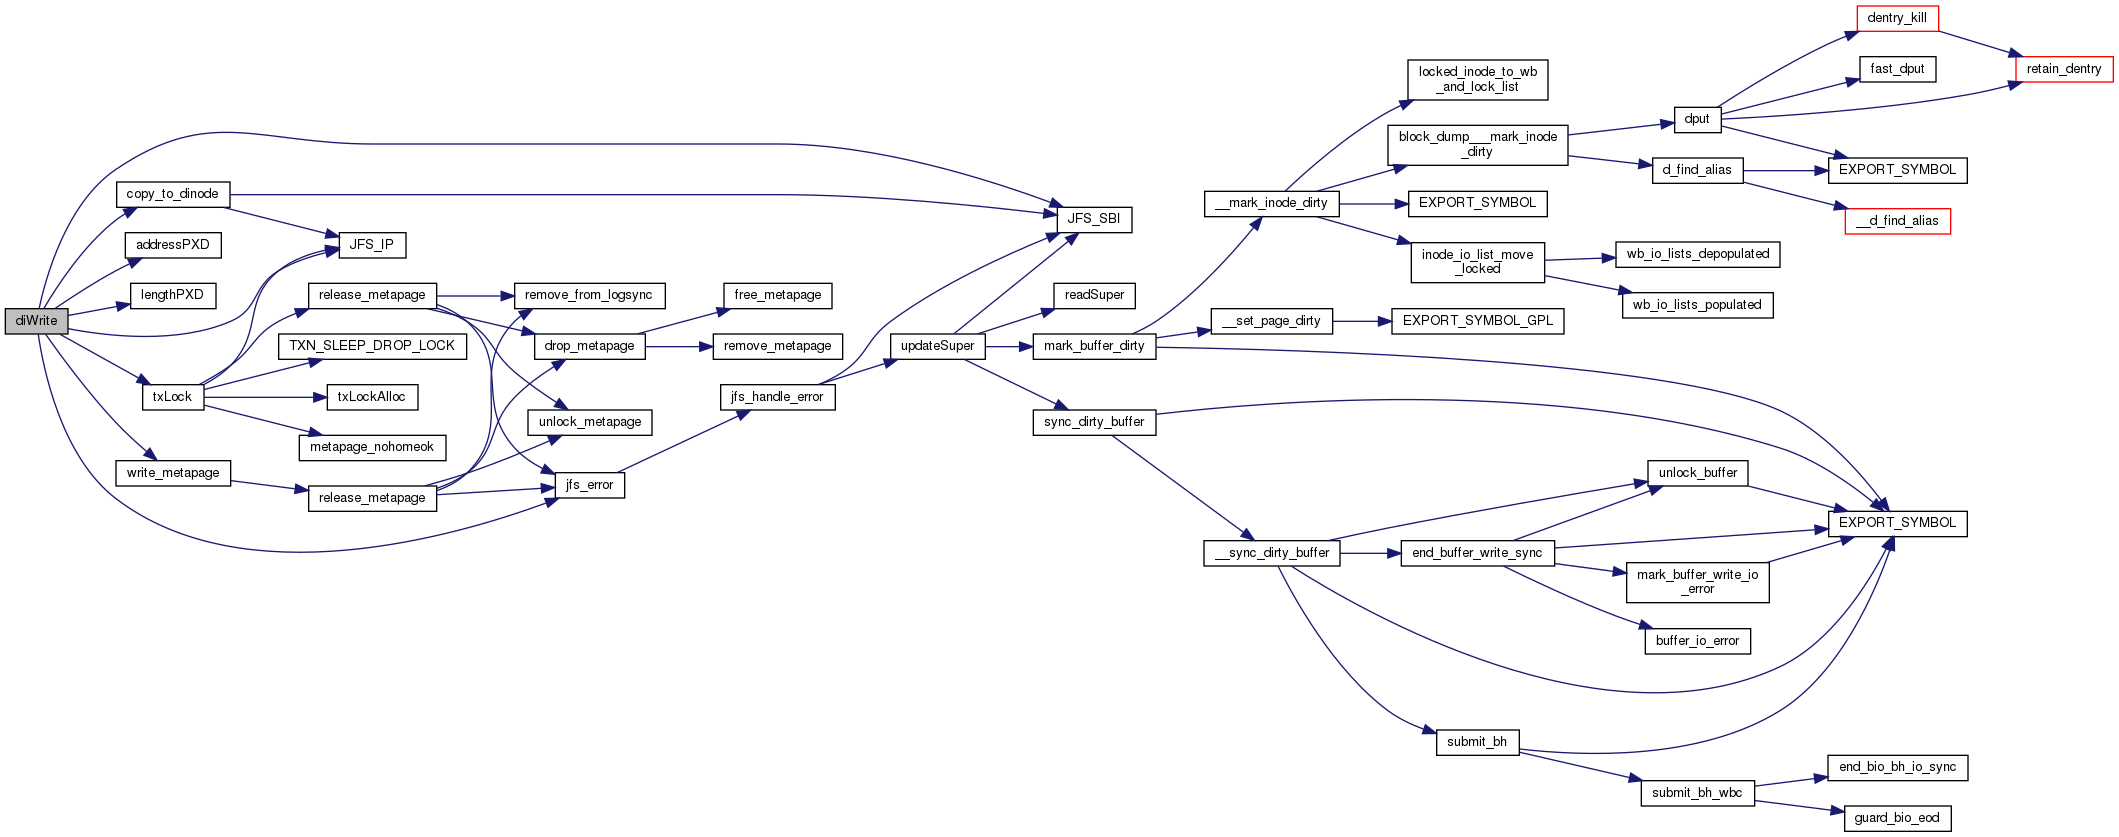 diWrite
copy_to_dinode
addressPXD
lengthPXD
txLock
write_metapage
JFS_IP
release_metapage
TXN_SLEEP_DROP_LOCK
txLockAlloc
metapage_nohomeok
release_metapage
remove_from_logsync
drop_metapage
unlock_metapage
jfs_error
free_metapage
remove_metapage
jfs_handle_error
updateSuper
JFS_SBI
readSuper
mark_buffer_dirty
sync_dirty_buffer
__mark_inode_dirty
__set_page_dirty
__sync_dirty_buffer
locked_inode_to_wb
_and_lock_list
block_dump___mark_inode
_dirty
EXPORT_SYMBOL
inode_io_list_move
_locked
EXPORT_SYMBOL_GPL
end_buffer_write_sync
submit_bh
dput
d_find_alias
wb_io_lists_depopulated
wb_io_lists_populated
unlock_buffer
mark_buffer_write_io
_error
buffer_io_error
submit_bh_wbc
dentry_kill
fast_dput
EXPORT_SYMBOL
__d_find_alias
EXPORT_SYMBOL
end_bio_bh_io_sync
guard_bio_eod
retain_dentry